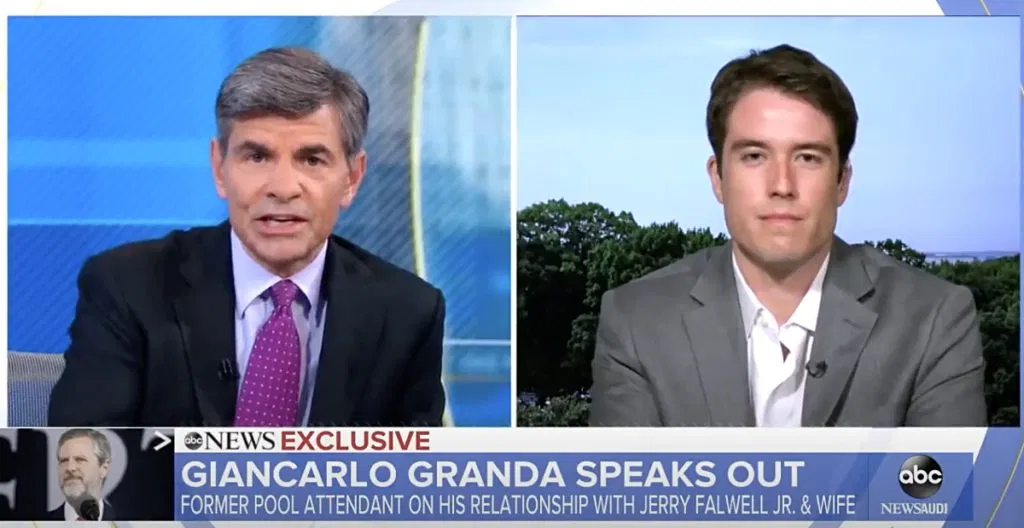 abc NEWS EXCLUSIVE
GIANCARLO GRANDA SPEAKS OUT
FORMER POOL ATTENDANT ON HIS RELATIONSHIP WITH JERRY FALWELL JR. & WIFE
abc
NEWSAUDI